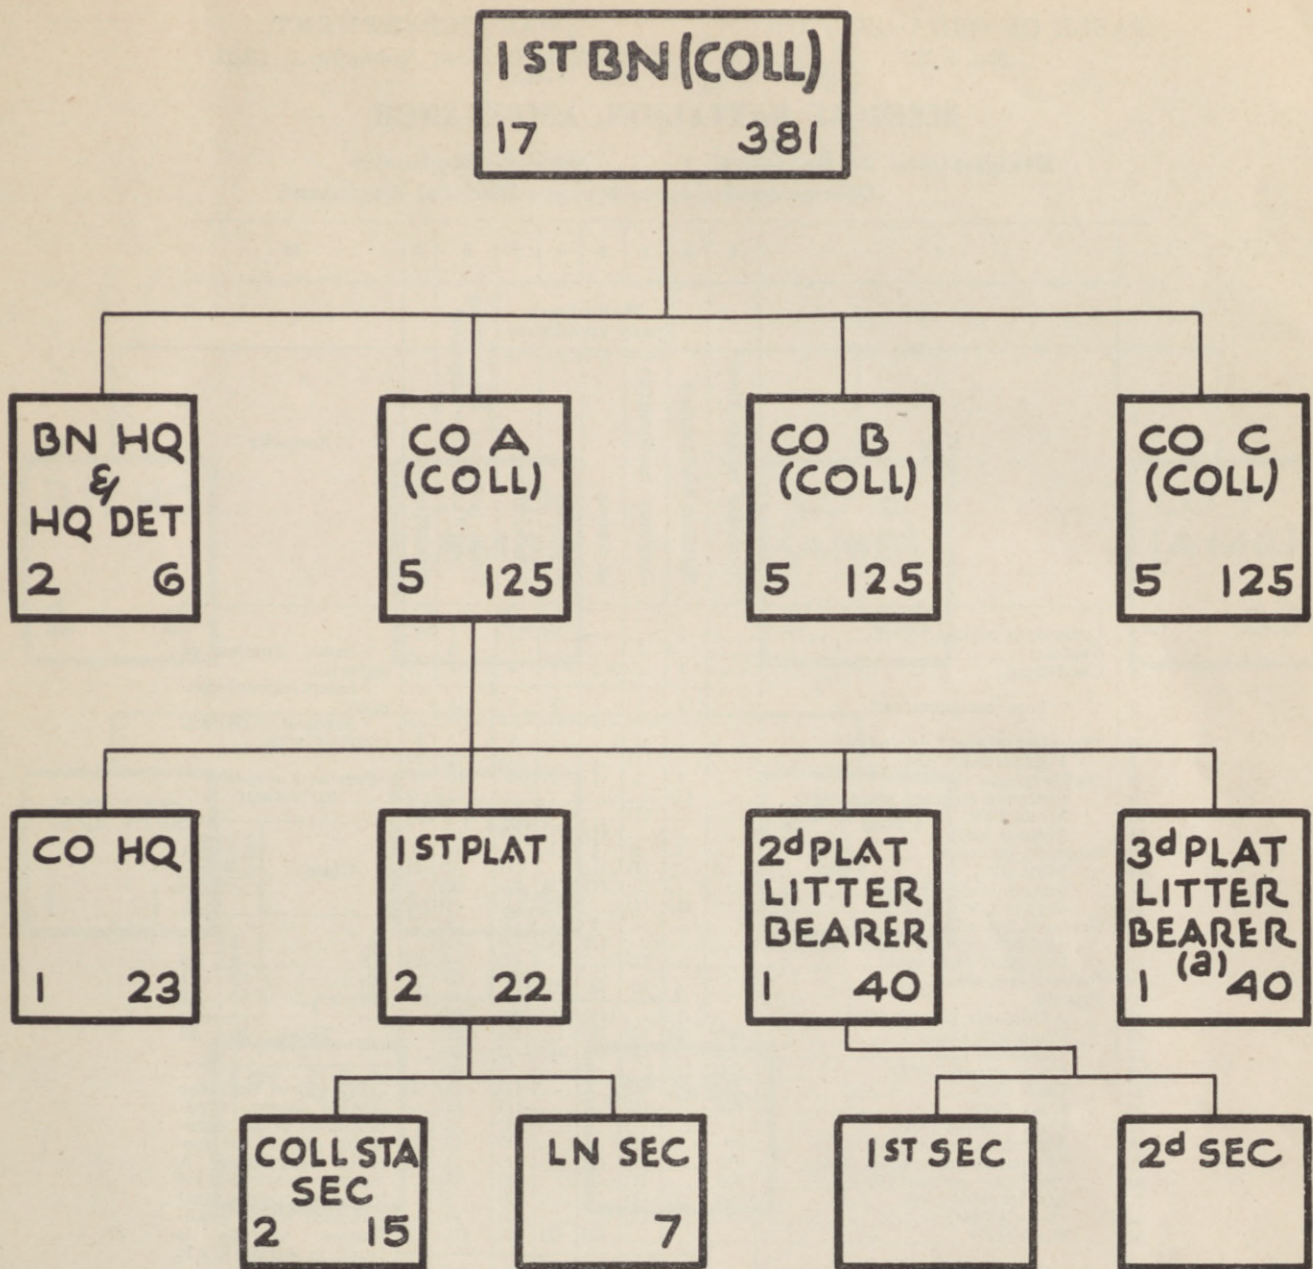 1ST BN (COLL)
17 381
BN HQ
&
HQ DET
2 6
CO A
(COLL)
5 125
CO B
(COLL)
5 125
CO C
(COLL)
5 125
CO HQ
1 23
1ST PLAT
2 22
2d PLAT
LITTER
BEARER
1 40
3d PLAT
LITTER
BEARER
1 (a) 40
COLL STA
SEC
2 15
LN SEC
7
1ST SEC
2d SEC